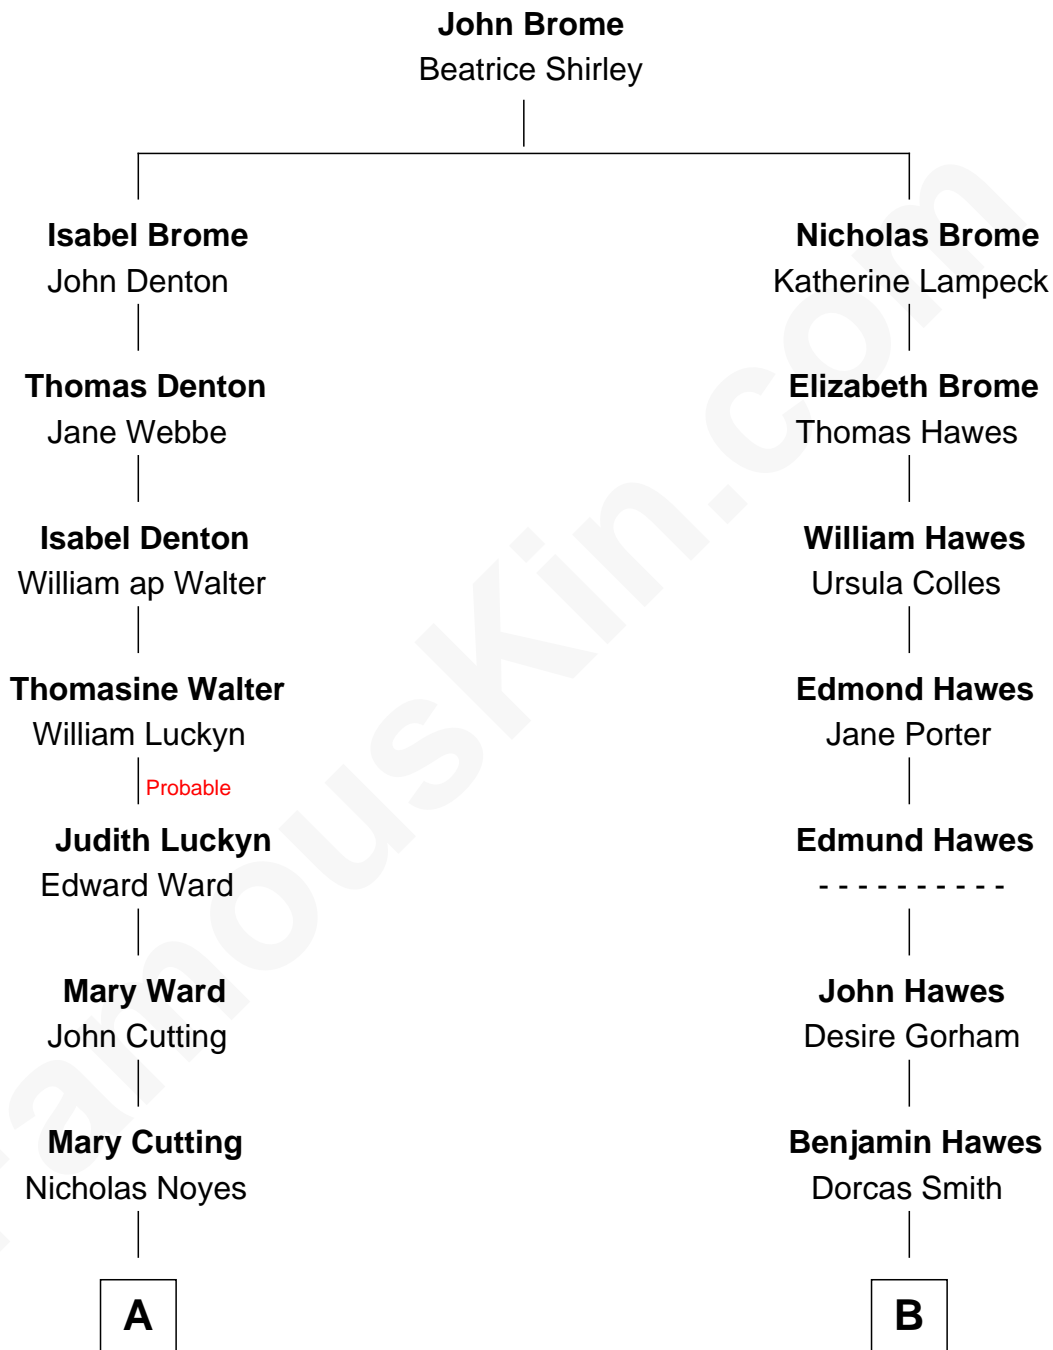 John Brome
Beatrice Shirley
Isabel Brome
John Denton
Nicholas Brome
Katherine Lampeck
Thomas Denton
Jane Webbe
Elizabeth Brome
Thomas Hawes
Isabel Denton
William ap Walter
William Hawes
Ursula Colles
Thomasine Walter
William Luckyn
Edmond Hawes
Jane Porter
Probable
Judith Luckyn
Edward Ward
Edmund Hawes
- - - - - - - - - -
Mary Ward
John Cutting
John Hawes
Desire Gorham
Mary Cutting
Nicholas Noyes
Benjamin Hawes
Dorcas Smith
A
B
FamousKin.com